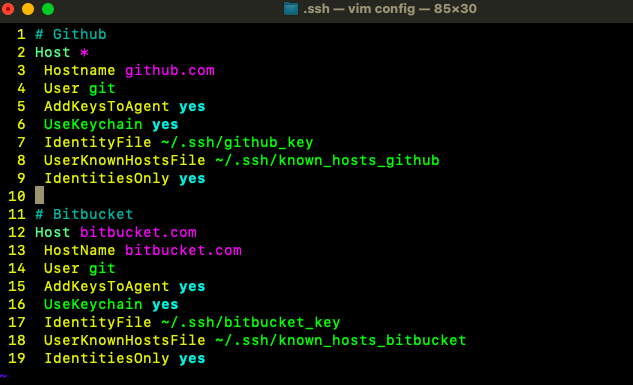 .ssh — vim config — 85×30
1 # Github
2 Host *
3 Hostname github.com
4 User git
5 AddKeysToAgent yes
6 UseKeychain yes
7 IdentityFile ~/.ssh/github_key
8 UserKnownHostsFile ~/.ssh/known_hosts_github
9 IdentitiesOnly yes
10
11 # Bitbucket
12 Host bitbucket.com
13 HostName bitbucket.com
14 User git
15 AddKeysToAgent yes
16 UseKeychain yes
17 IdentityFile ~/.ssh/bitbucket_key
18 UserKnownHostsFile ~/.ssh/known_hosts_bitbucket
19 IdentitiesOnly yes
~